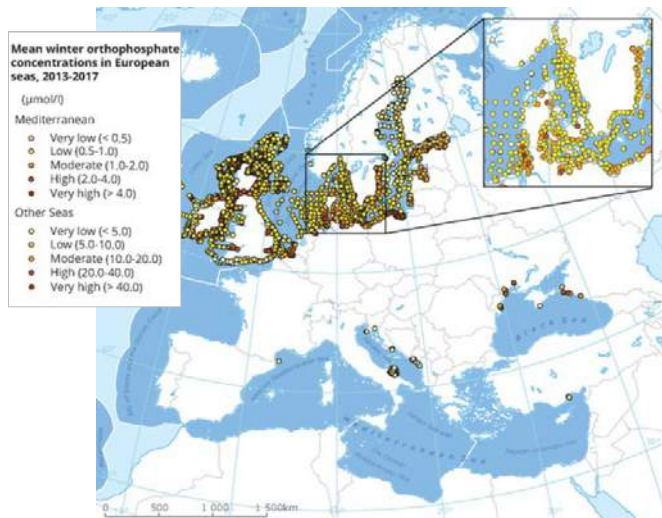 Mean winter orthophosphate
concentrations in European
seas, 2013-2017
(μmol/l)
Mediterranean
Very low (< 0,5)
Low (0.5-1.0)
Moderate (1.0-2.0)
High (2.0-4.0)
Very high (> 4.0)
Other Seas
Very low (< 5.0)
Low (5.0-10.0)
Moderate (10.0-20.0)
High (20.0-40.0)
Very high (> 40.0)
Black Sea
Mediterranean
0 500 1 000 1 500km